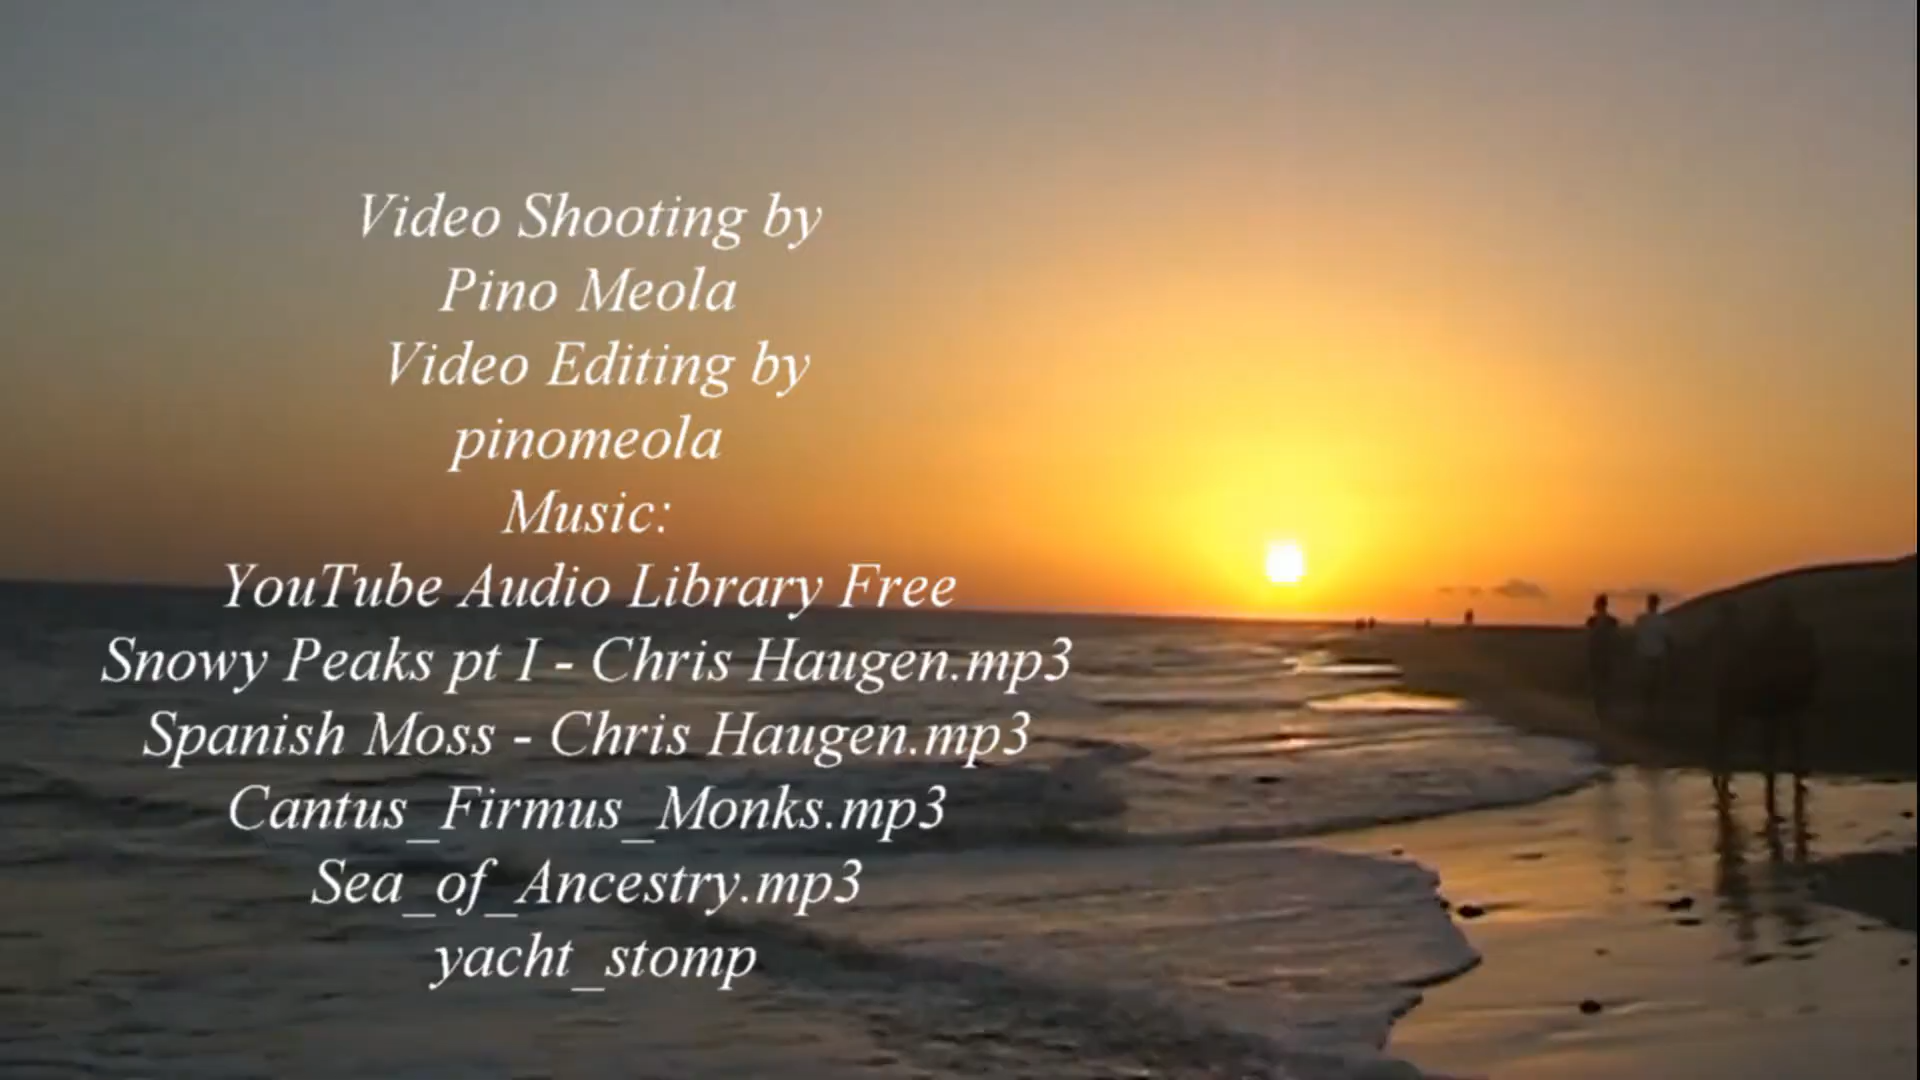 Video Shooting by
Pino Meola
Video Editing by
pinomeola
Music:
YouTube Audio Library Free
Snowy Peaks pt I - Chris Haugen.mp3
Spanish Moss - Chris Haugen.mp3
Cantus_Firmus_Monks.mp3
Sea_of_Ancestry.mp3
yacht_stomp